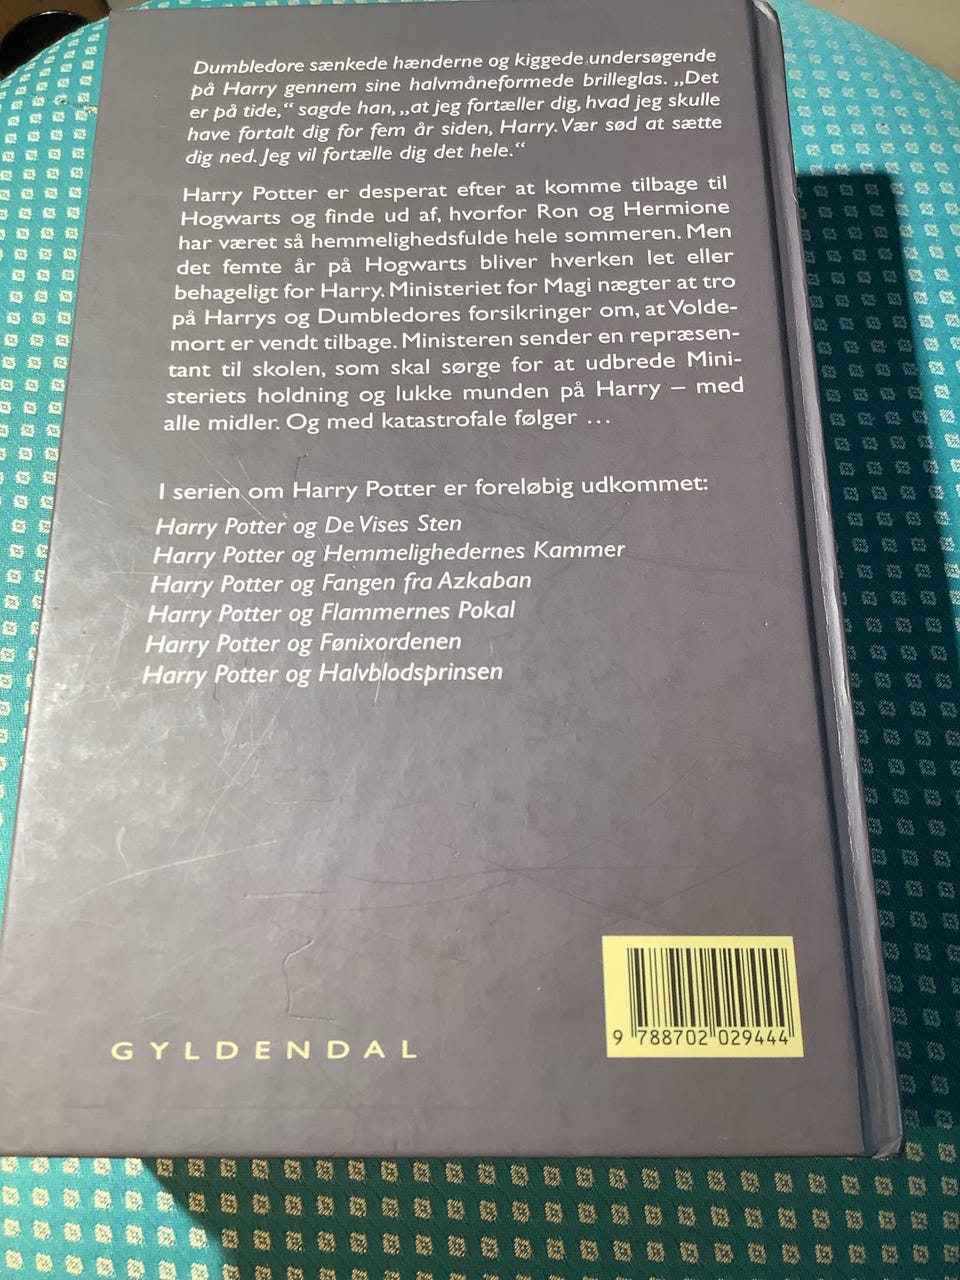 Dumbledore sænkede hænderne og kiggede undersøgende
på Harry gennem sine halvmåneformede brilleglas. „Det
er på tide,“ sagde han, „at jeg fortæller dig, hvad jeg skulle
have fortalt dig for fem år siden, Harry. Vær sød at sætte
dig ned. Jeg vil fortælle dig det hele.“
Harry Potter er desperat efter at komme tilbage til
Hogwarts og finde ud af, hvorfor Ron og Hermione
har været så hemmelighedsfulde hele sommeren. Men
det femte år på Hogwarts bliver hverken let eller
behageligt for Harry. Ministeriet for Magi nægter at tro
på Harrys og Dumbledores forsikringer om, at Volde-
mort er vendt tilbage. Ministeren sender en repræsen-
tant til skolen, som skal sørge for at udbrede Mini-
steriets holdning og lukke munden på Harry – med
alle midler. Og med katastrofale følger ...
I serien om Harry Potter er foreløbig udkommet:
Harry Potter og De Vises Sten
Harry Potter og Hemmelighedernes Kammer
Harry Potter og Fangen fra Azkaban
Harry Potter og Flammernes Pokal
Harry Potter og Fønixordenen
Harry Potter og Halvblodsprinsen
GYLDENDAL
9 788702 029444